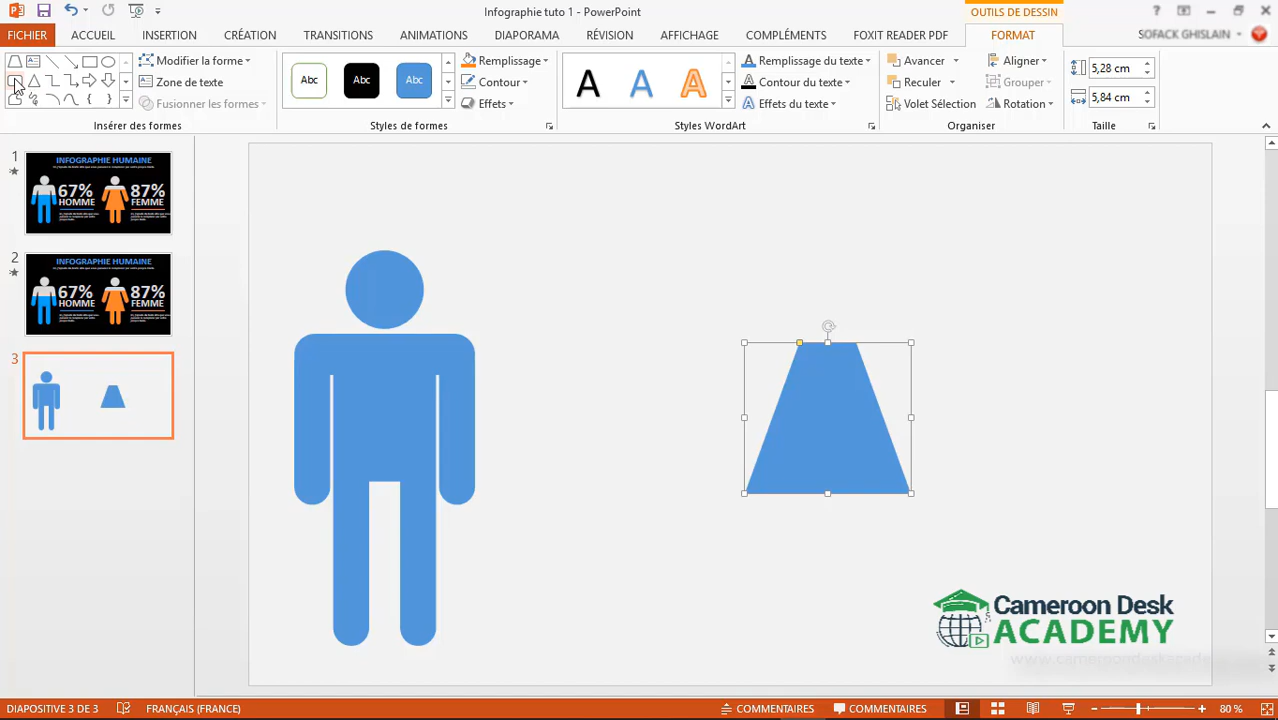 Infographie tuto 1 - PowerPoint
OUTILS DE DESSIN
FICHIER ACCUEIL INSERTION CRÉATION TRANSITIONS ANIMATIONS DIAPORAMA RÉVISION AFFICHAGE COMPLÉMENTS FOXIT READER PDF FORMAT SOFACK GHISLAIN
Modifier la forme
Zone de texte
Fusionner les formes
Insérer des formes
Abc Abc Abc
Remplissage
Contour
Effets
Styles de formes
A A A
Remplissage du texte
Contour du texte
Effets du texte
Styles WordArt
Avancer
Reculer
Volet Sélection
Aligner
Grouper
Rotation
Organiser
5,28 cm
5,84 cm
Taille
1
INFOGRAPHIE HUMAINE
67%
HOMME
87%
FEMME
2
INFOGRAPHIE HUMAINE
67%
HOMME
87%
FEMME
3
Cameroon Desk
ACADEMY
DIAPOSITIVE 3 DE 3 FRANÇAIS (FRANCE) COMMENTAIRES COMMENTAIRES 80 %